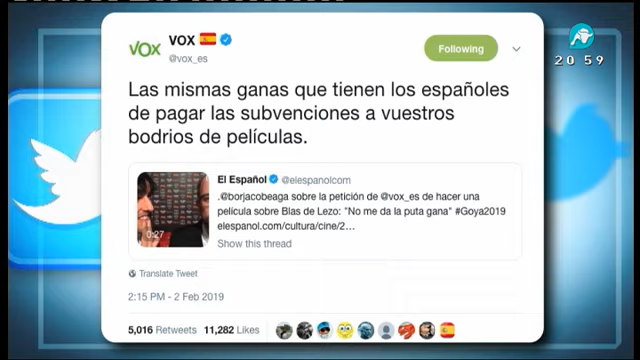 VOX
VOX
@vox_es
Following
20 59
Las mismas ganas que tienen los españoles
de pagar las subvenciones a vuestros
bodrios de películas.
El Español @elespanolcom
.@borjacobeaga sobre la petición de @vox_es de hacer una
película sobre Blas de Lezo: "No me da la puta gana" #Goya2019
elespanol.com/cultura/cine/2…
Show this thread
0:27
Translate Tweet
2:15 PM - 2 Feb 2019
5,016 Retweets 11,282 Likes